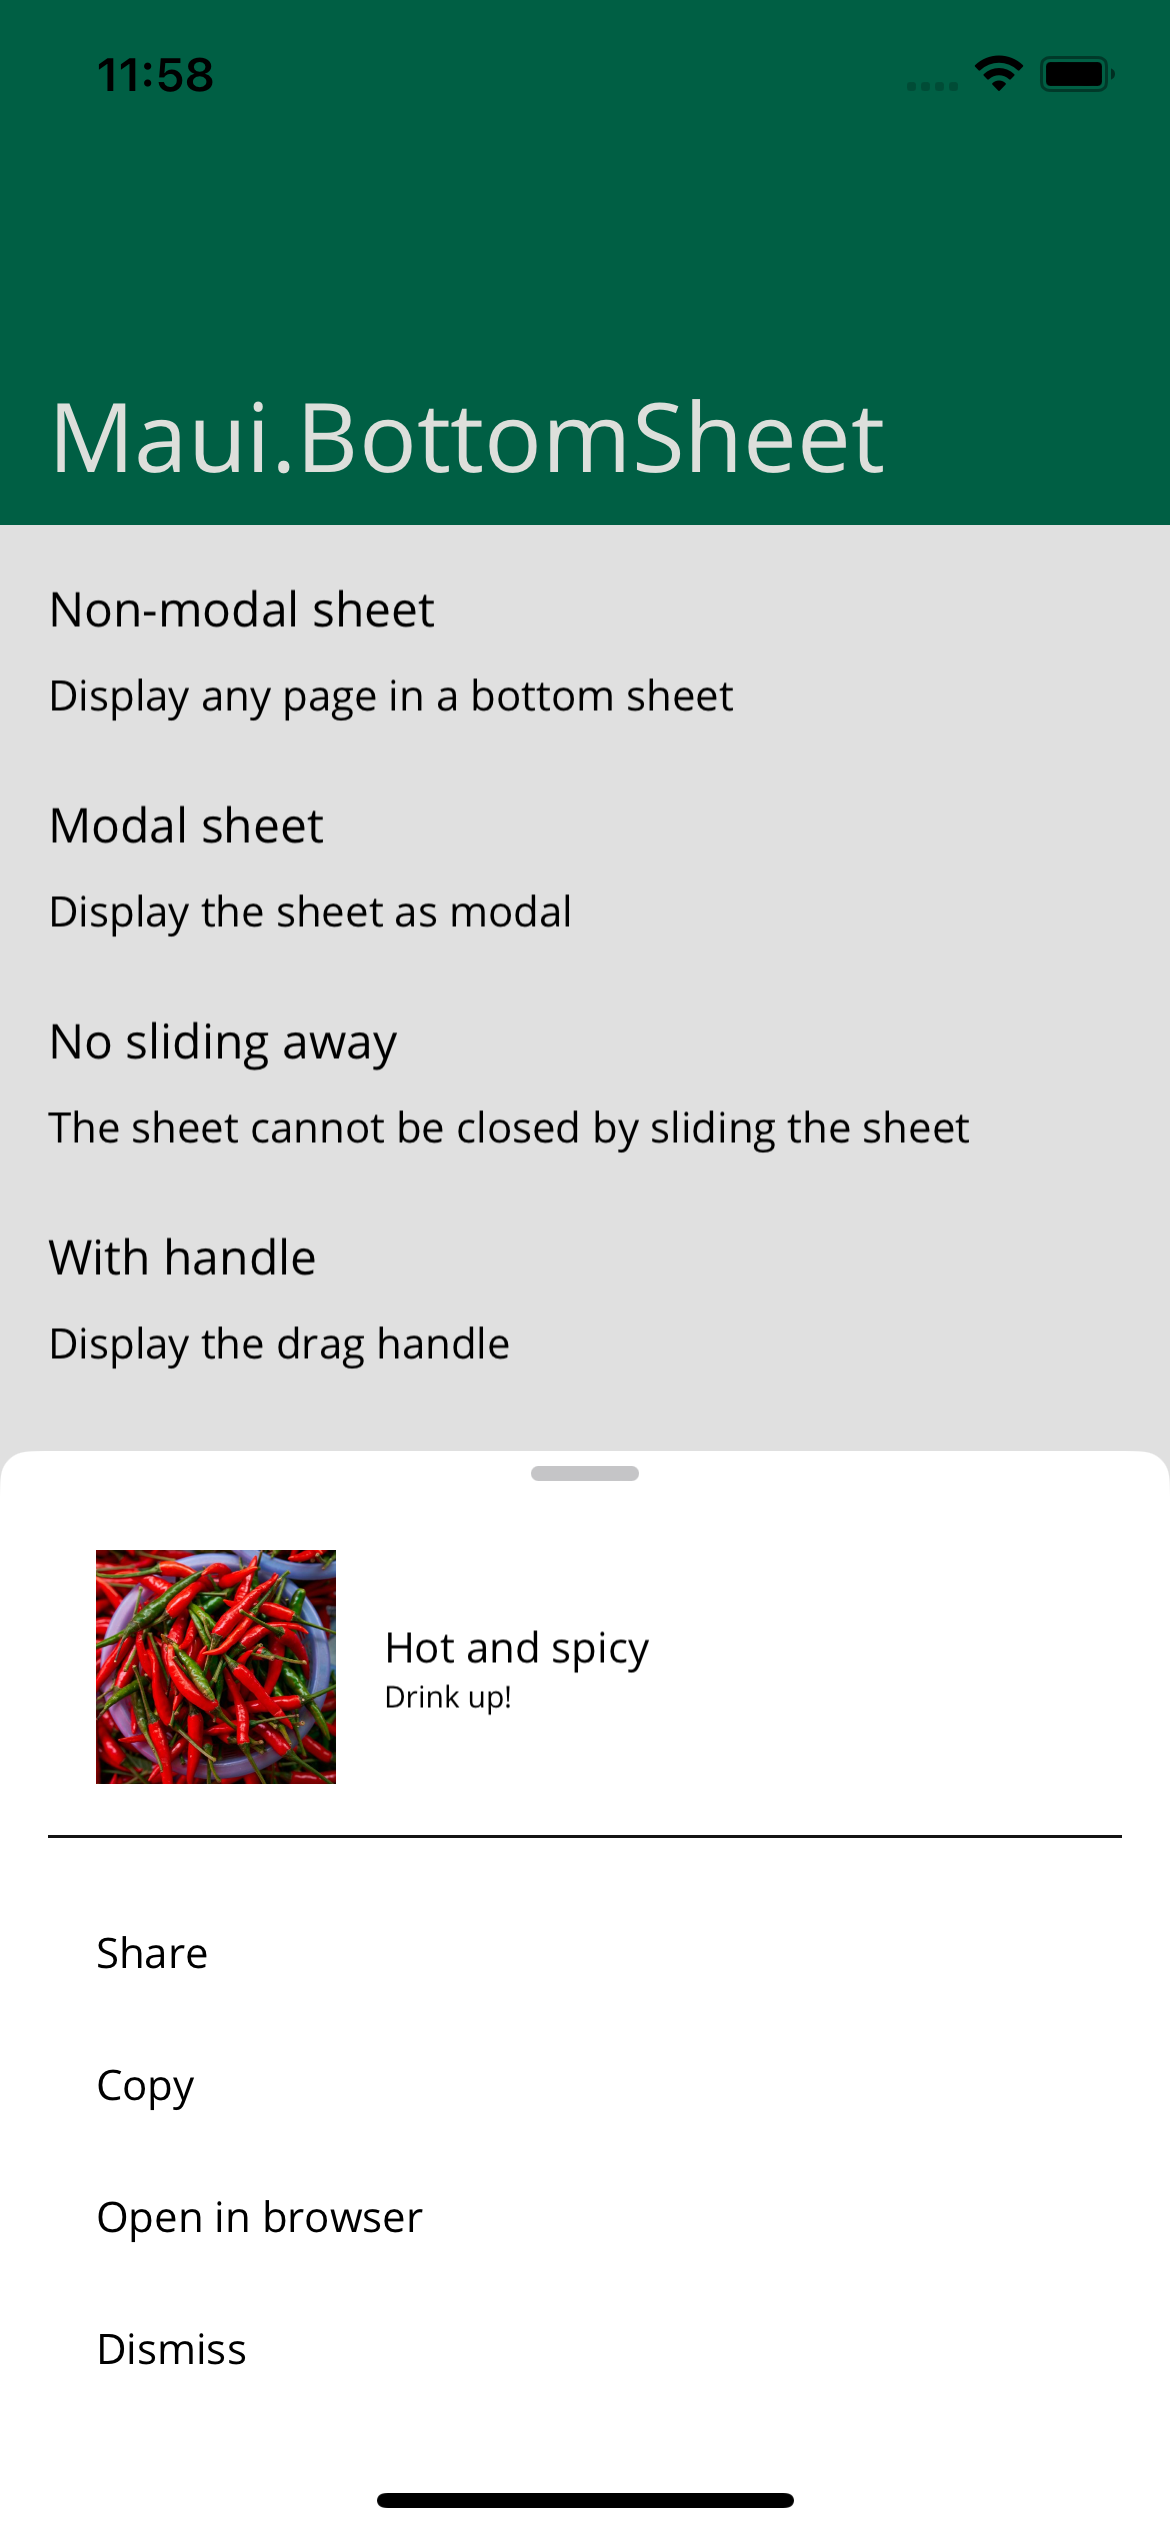 11:58
Maui.BottomSheet
Non-modal sheet
Display any page in a bottom sheet
Modal sheet
Display the sheet as modal
No sliding away
The sheet cannot be closed by sliding the sheet
With handle
Display the drag handle
Hot and spicy
Drink up!
Share
Copy
Open in browser
Dismiss